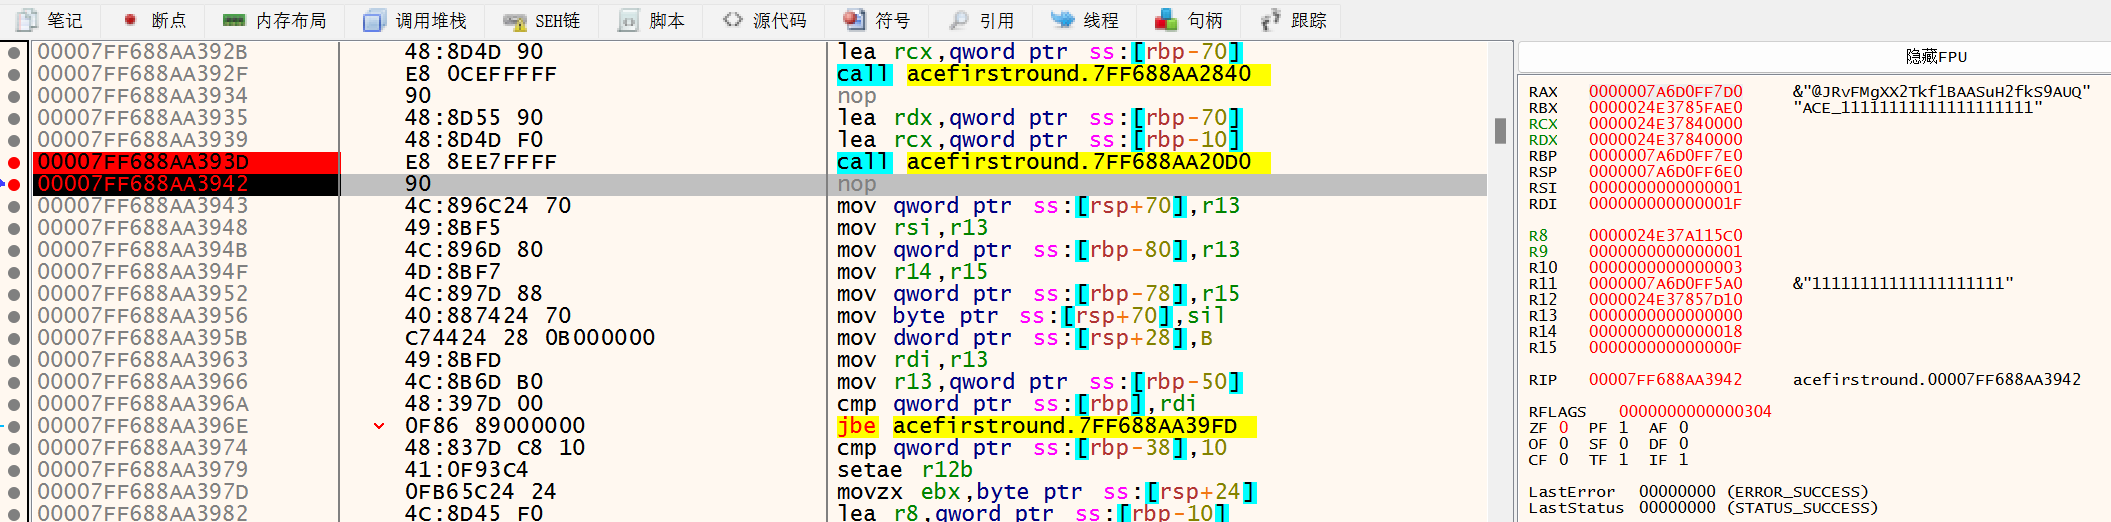 笔记 断点 内存布局 调用堆栈 SEH链 脚本 源代码 符号 引用 线程 句柄 跟踪
00007FF688AA392B 48:8D4D 90 lea rcx,qword ptr ss:[rbp-70]
00007FF688AA392F E8 0CEFFFFF call acefirstround.7FF688AA2840
00007FF688AA3934 90 nop
00007FF688AA3935 48:8D55 90 lea rdx,qword ptr ss:[rbp-70]
00007FF688AA3939 48:8D4D F0 lea rcx,qword ptr ss:[rbp-10]
00007FF688AA393D E8 8EE7FFFF call acefirstround.7FF688AA20D0
00007FF688AA3942 90 nop
00007FF688AA3943 4C:896C24 70 mov qword ptr ss:[rsp+70],r13
00007FF688AA3948 49:8BF5 mov rsi,r13
00007FF688AA394B 4C:896D 80 mov qword ptr ss:[rbp-80],r13
00007FF688AA394F 4D:8BF7 mov r14,r15
00007FF688AA3952 4C:897D 88 mov qword ptr ss:[rbp-78],r15
00007FF688AA3956 40:887424 70 mov byte ptr ss:[rsp+70],sil
00007FF688AA395B C74424 28 0B000000 mov dword ptr ss:[rsp+28],B
00007FF688AA3963 49:8BFD mov rdi,r13
00007FF688AA3966 4C:8B6D B0 mov r13,qword ptr ss:[rbp-50]
00007FF688AA396A 48:397D 00 cmp qword ptr ss:[rbp],rdi
00007FF688AA396E 0F86 89000000 jbe acefirstround.7FF688AA39FD
00007FF688AA3974 48:837D C8 10 cmp qword ptr ss:[rbp-38],10
00007FF688AA3979 41:0F93C4 setae r12b
00007FF688AA397D 0FB65C24 24 movzx ebx,byte ptr ss:[rsp+24]
00007FF688AA3982 4C:8D45 F0 lea r8,qword ptr ss:[rbp-10]
隐藏FPU
RAX 0000007A6D0FF7D0 &"@JRvFMgXX2Tkf1BAASuH2fkS9AUQ"
RBX 0000024E3785FAE0 "ACE_11111111111111111111"
RCX 0000024E37840000
RDX 0000024E37840000
RBP 0000007A6D0FF7E0
RSP 0000007A6D0FF6E0
RSI 0000000000000001
RDI 000000000000001F
R8 0000024E37A115C0
R9 0000000000000001
R10 0000000000000003
R11 0000007A6D0FF5A0 &"11111111111111111111"
R12 0000024E37857D10
R13 0000000000000000
R14 0000000000000018
R15 000000000000000F
RIP 00007FF688AA3942 acefirstround.00007FF688AA3942
RFLAGS 0000000000000304
ZF 0 PF 1 AF 0
OF 0 SF 0 DF 0
CF 0 TF 1 IF 1
LastError 00000000 (ERROR_SUCCESS)
LastStatus 00000000 (STATUS_SUCCESS)